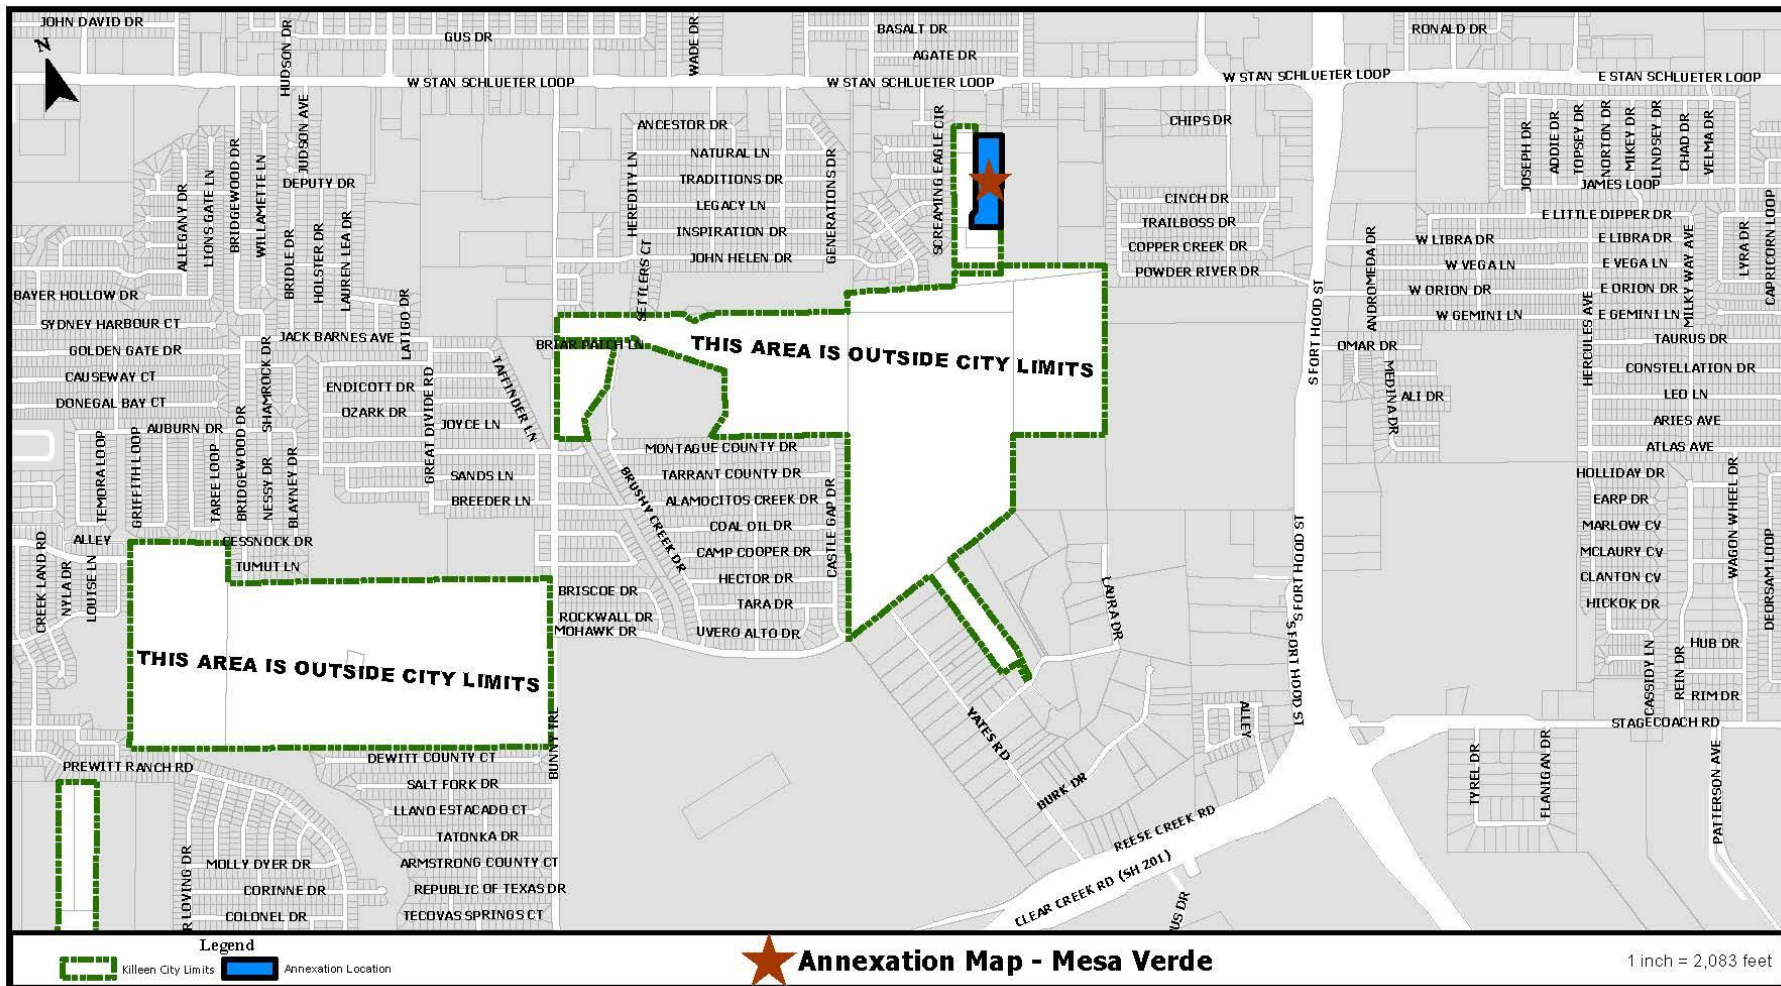 JOHN DAVID DR
GUS DR
HUDSON DR
WADE DR
BASALT DR
AGATE DR
RONALD DR
N
W STAN SCHLUETER LOOP
W STAN SCHLUETER LOOP
W STAN SCHLUETER LOOP
E STAN SCHLUETER LOOP
ALLEGANY DR
LIONS GATE LN
BRIDGEWOOD DR
WILLAMETTE LN
JUDSON AVE
DEPUTY DR
BRIDLE DR
HOLSTER DR
LAUREN LEA DR
LATIGO DR
HEREDITY LN
ANCESTOR DR
NATURAL LN
TRADITIONS DR
LEGACY LN
INSPIRATION DR
JOHN HELEN DR
GENERATIONS DR
SETTLERS CT
SCREAMING EAGLE CIR
CHIPS DR
CINCH DR
TRAILBOSS DR
COPPER CREEK DR
POWDER RIVER DR
S FORT HOOD ST
JOSEPH DR
ADDIE DR
TOPSEY DR
NORTON DR
MIKEY DR
LINDSEY DR
CHAD DR
VELMA DR
JAMES LOOP
E LITTLE DIPPER DR
W LIBRA DR
E LIBRA DR
W VEGA LN
E VEGA LN
W ORION DR
E ORION DR
W GEMINI LN
E GEMINI LN
ANDROMEDA DR
HERCULES AVE
MILKY WAY AVE
LYRA DR
CAPRICORN LOOP
TAURUS DR
CONSTELLATION DR
LEO LN
ARIES AVE
ATLAS AVE
OMAR DR
MEDINA DR
ALI DR
BAYER HOLLOW DR
SYDNEY HARBOUR CT
GOLDEN GATE DR
CAUSEWAY CT
DONEGAL BAY CT
AUBURN DR
SHAMROCK DR
JACK BARNES AVE
ENDICOTT DR
OZARK DR
GREAT DIVIDE RD
JOYCE LN
TAFFINDER LN
SANDS LN
BREEDER LN
BRIAR PATCH LN
THIS AREA IS OUTSIDE CITY LIMITS
TEMORA LOOP
GRIFFITH LOOP
TAREE LOOP
BRIDGEWOOD DR
NESSY DR
BLAYNEY DR
CESSNOCK DR
TUMUT LN
ALLEY
CREEK LAND RD
NYLA DR
LOUISE LN
MONTAGUE COUNTY DR
TARRANT COUNTY DR
ALAMOCITOS CREEK DR
COAL OIL DR
CAMP COOPER DR
HECTOR DR
TARA DR
UVERO ALTO DR
BRUSHY CREEK DR
CASTLE GAP DR
BRISCOE DR
ROCKWALL DR
MOHAWK DR
LAURA DR
S FORT HOOD ST
S FORT HOOD ST
HOLLIDAY DR
EARP DR
MARLOW CV
MCLAURY CV
CLANTON CV
HICKOK DR
WAGON WHEEL DR
DEORSAM LOOP
HUB DR
CASSIDY LN
REIN DR
RIM DR
STAGECOACH RD
THIS AREA IS OUTSIDE CITY LIMITS
BUNNY TRL
YATES RD
BURK DR
ALLEY
PREWITT RANCH RD
DEWITT COUNTY CT
SALT FORK DR
LLANO ESTACADO CT
TATONKA DR
ARMSTRONG COUNTY CT
REPUBLIC OF TEXAS DR
TECOVAS SPRINGS CT
R LOVING DR
MOLLY DYER DR
CORINNE DR
COLONEL DR
REESE CREEK RD
CLEAR CREEK RD (SH 201)
US DR
TYREL DR
FLANIGAN DR
PATTERSON AVE
Legend
Killeen City Limits
Annexation Location
Annexation Map - Mesa Verde
1 inch = 2,083 feet